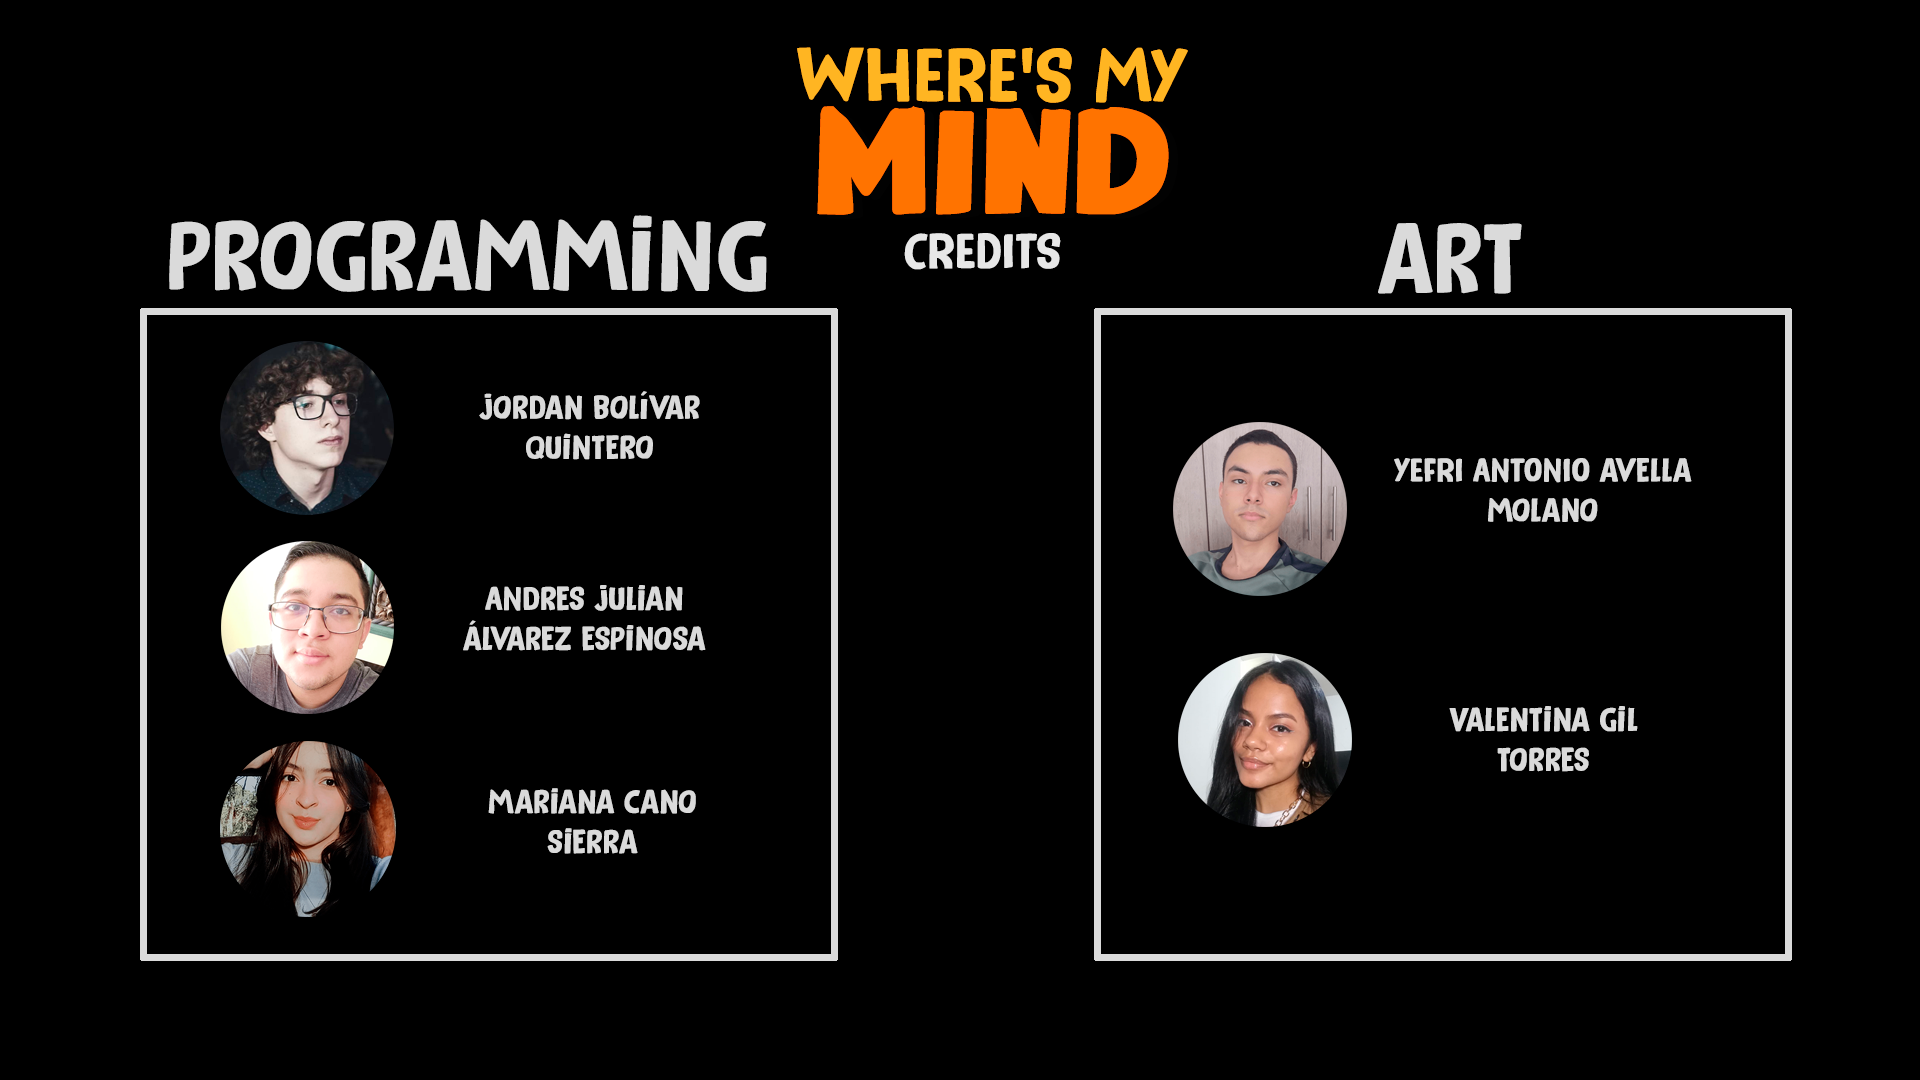 WHERE'S MY
MIND
CREDITS
PROGRAMMING
JORDAN BOLÍVAR
QUINTERO
ANDRES JULIAN
ÁLVAREZ ESPINOSA
MARIANA CANO
SIERRA
ART
YEFRI ANTONIO AVELLA
MOLANO
VALENTINA GIL
TORRES